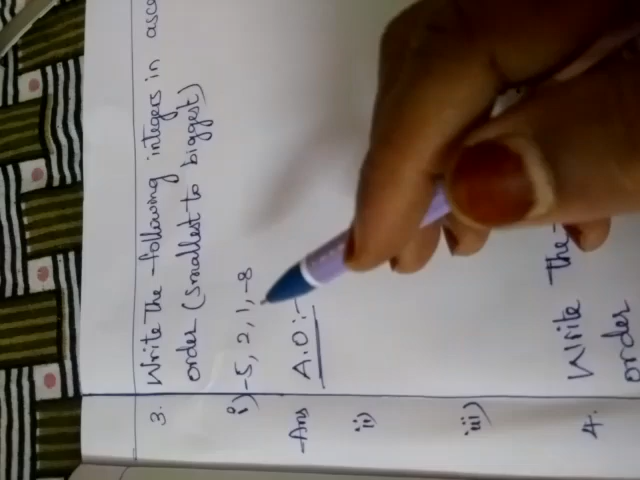 3. Write The following integers in asce
order (smallest to biggest)
i) -5, 2, 1, -8
Ans A.O:-
ii)
iii)
4. Write The
order